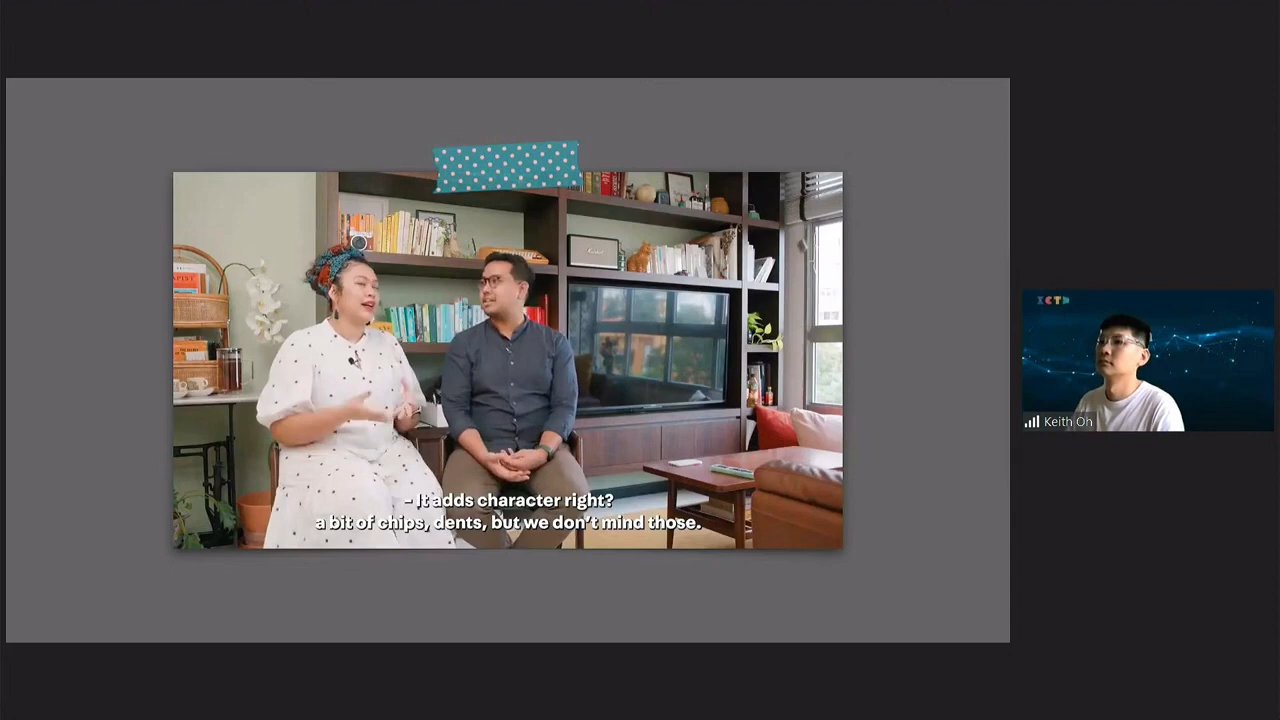 - It adds character right?
a bit of chips, dents, but we don't mind those.
Keith Oh